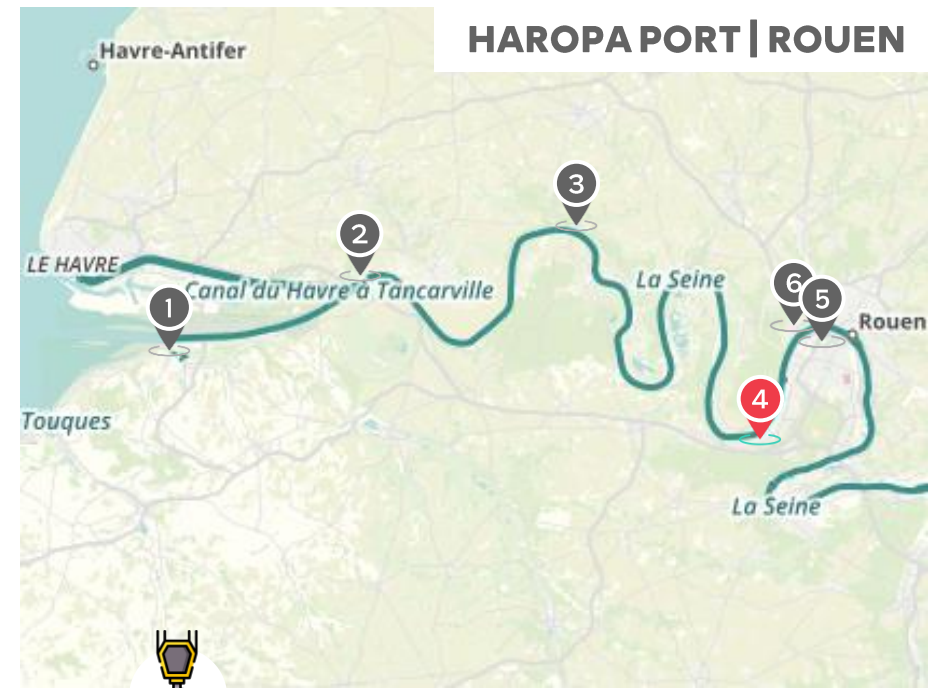 HAROPA PORT | ROUEN
Havre-Antifer
3
2
La Seine
LE HAVRE
6
5
Canal du Havre à Tancarville
1
Rouen
4
Touques
La Seine